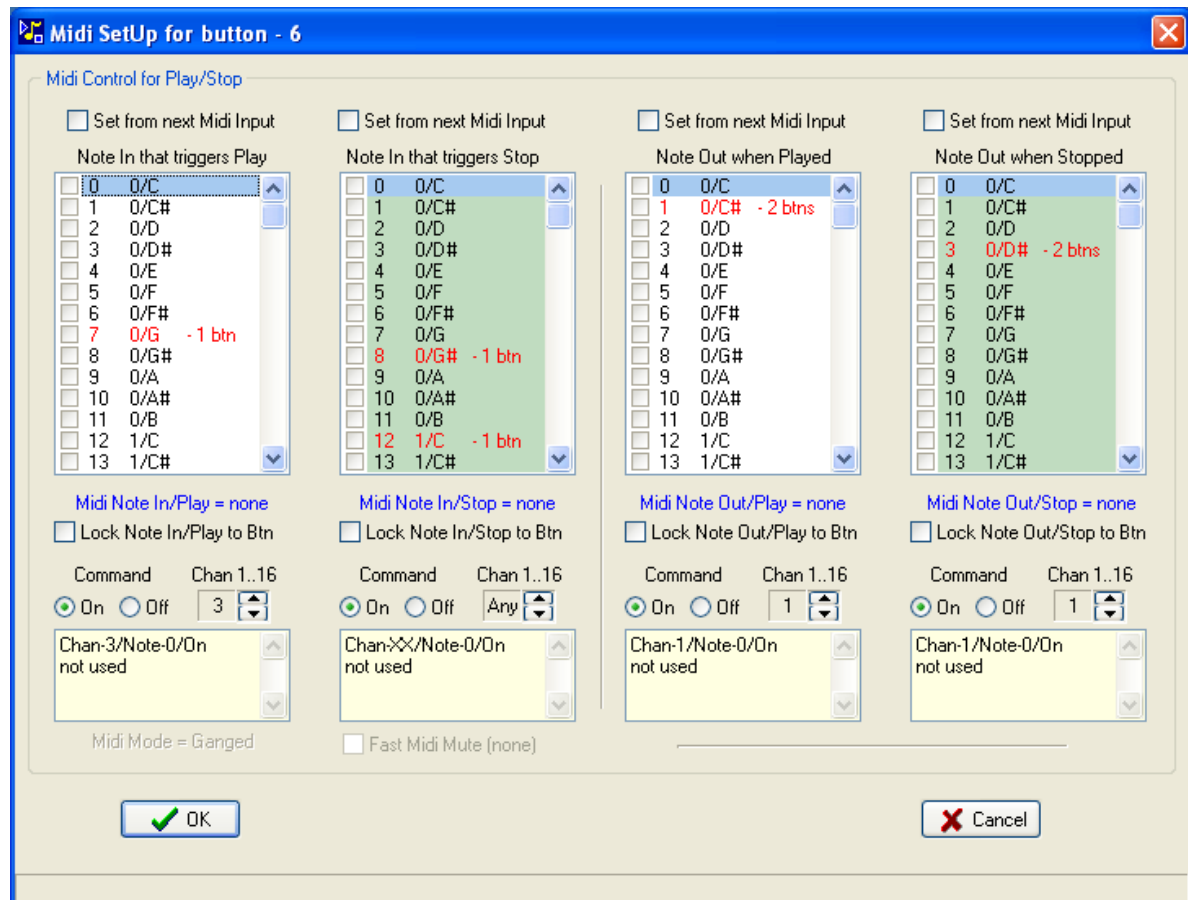 Midi SetUp for button - 6
Midi Control for Play/Stop
Set from next Midi Input
Note In that triggers Play
0 0/C
1 0/C#
2 0/D
3 0/D#
4 0/E
5 0/F
6 0/F#
7 0/G - 1 btn
8 0/G#
9 0/A
10 0/A#
11 0/B
12 1/C
13 1/C#
Midi Note In/Play = none
Lock Note In/Play to Btn
Command Chan 1..16
On Off 3
Chan-3/Note-0/On
not used
Midi Mode = Ganged
Set from next Midi Input
Note In that triggers Stop
0 0/C
1 0/C#
2 0/D
3 0/D#
4 0/E
5 0/F
6 0/F#
7 0/G
8 0/G# - 1 btn
9 0/A
10 0/A#
11 0/B
12 1/C - 1 btn
13 1/C#
Midi Note In/Stop = none
Lock Note In/Stop to Btn
Command Chan 1..16
On Off Any
Chan-XX/Note-0/On
not used
Fast Midi Mute (none)
Set from next Midi Input
Note Out when Played
0 0/C
1 0/C# - 2 btns
2 0/D
3 0/D#
4 0/E
5 0/F
6 0/F#
7 0/G
8 0/G#
9 0/A
10 0/A#
11 0/B
12 1/C
13 1/C#
Midi Note Out/Play = none
Lock Note Out/Play to Btn
Command Chan 1..16
On Off 1
Chan-1/Note-0/On
not used
Set from next Midi Input
Note Out when Stopped
0 0/C
1 0/C#
2 0/D
3 0/D# - 2 btns
4 0/E
5 0/F
6 0/F#
7 0/G
8 0/G#
9 0/A
10 0/A#
11 0/B
12 1/C
13 1/C#
Midi Note Out/Stop = none
Lock Note Out/Stop to Btn
Command Chan 1..16
On Off 1
Chan-1/Note-0/On
not used
OK
Cancel